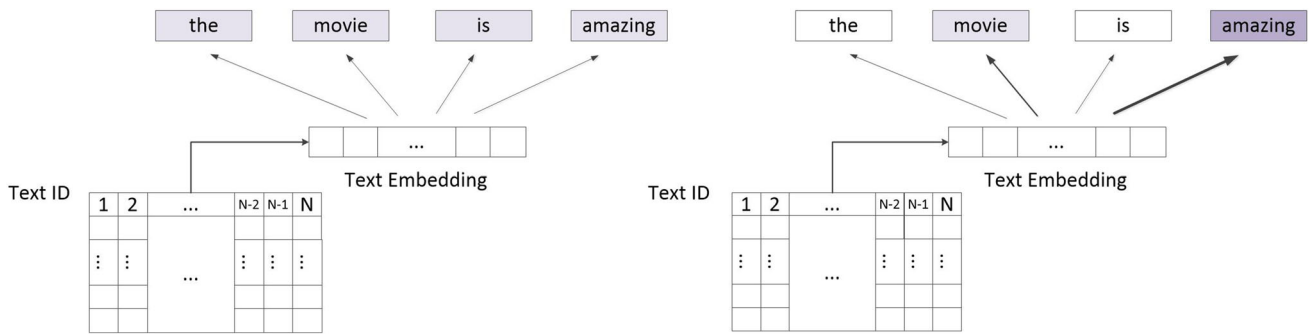 the movie is amazing
...
Text Embedding
Text ID
1 2 ... N-2 N-1 N
⋮ ⋮ ... ⋮ ⋮ ⋮
the movie is amazing
...
Text Embedding
Text ID
1 2 ... N-2 N-1 N
⋮ ⋮ ... ⋮ ⋮ ⋮